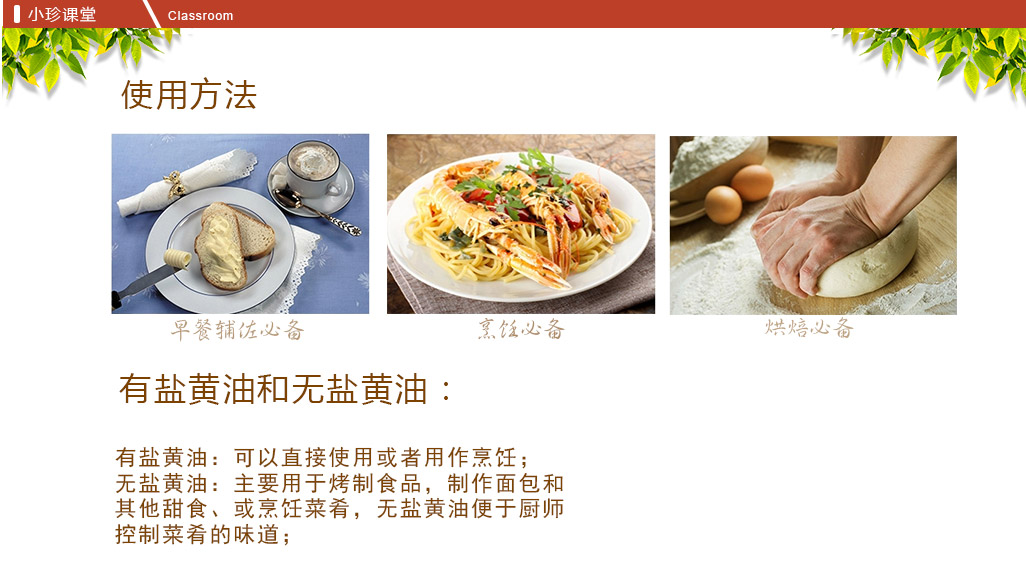 小珍课堂
Classroom
使用方法
早餐辅佐必备
烹饪必备
烘焙必备
有盐黄油和无盐黄油：
有盐黄油：可以直接使用或者用作烹饪；
无盐黄油：主要用于烤制食品，制作面包和
其他甜食、或烹饪菜肴，无盐黄油便于厨师
控制菜肴的味道；